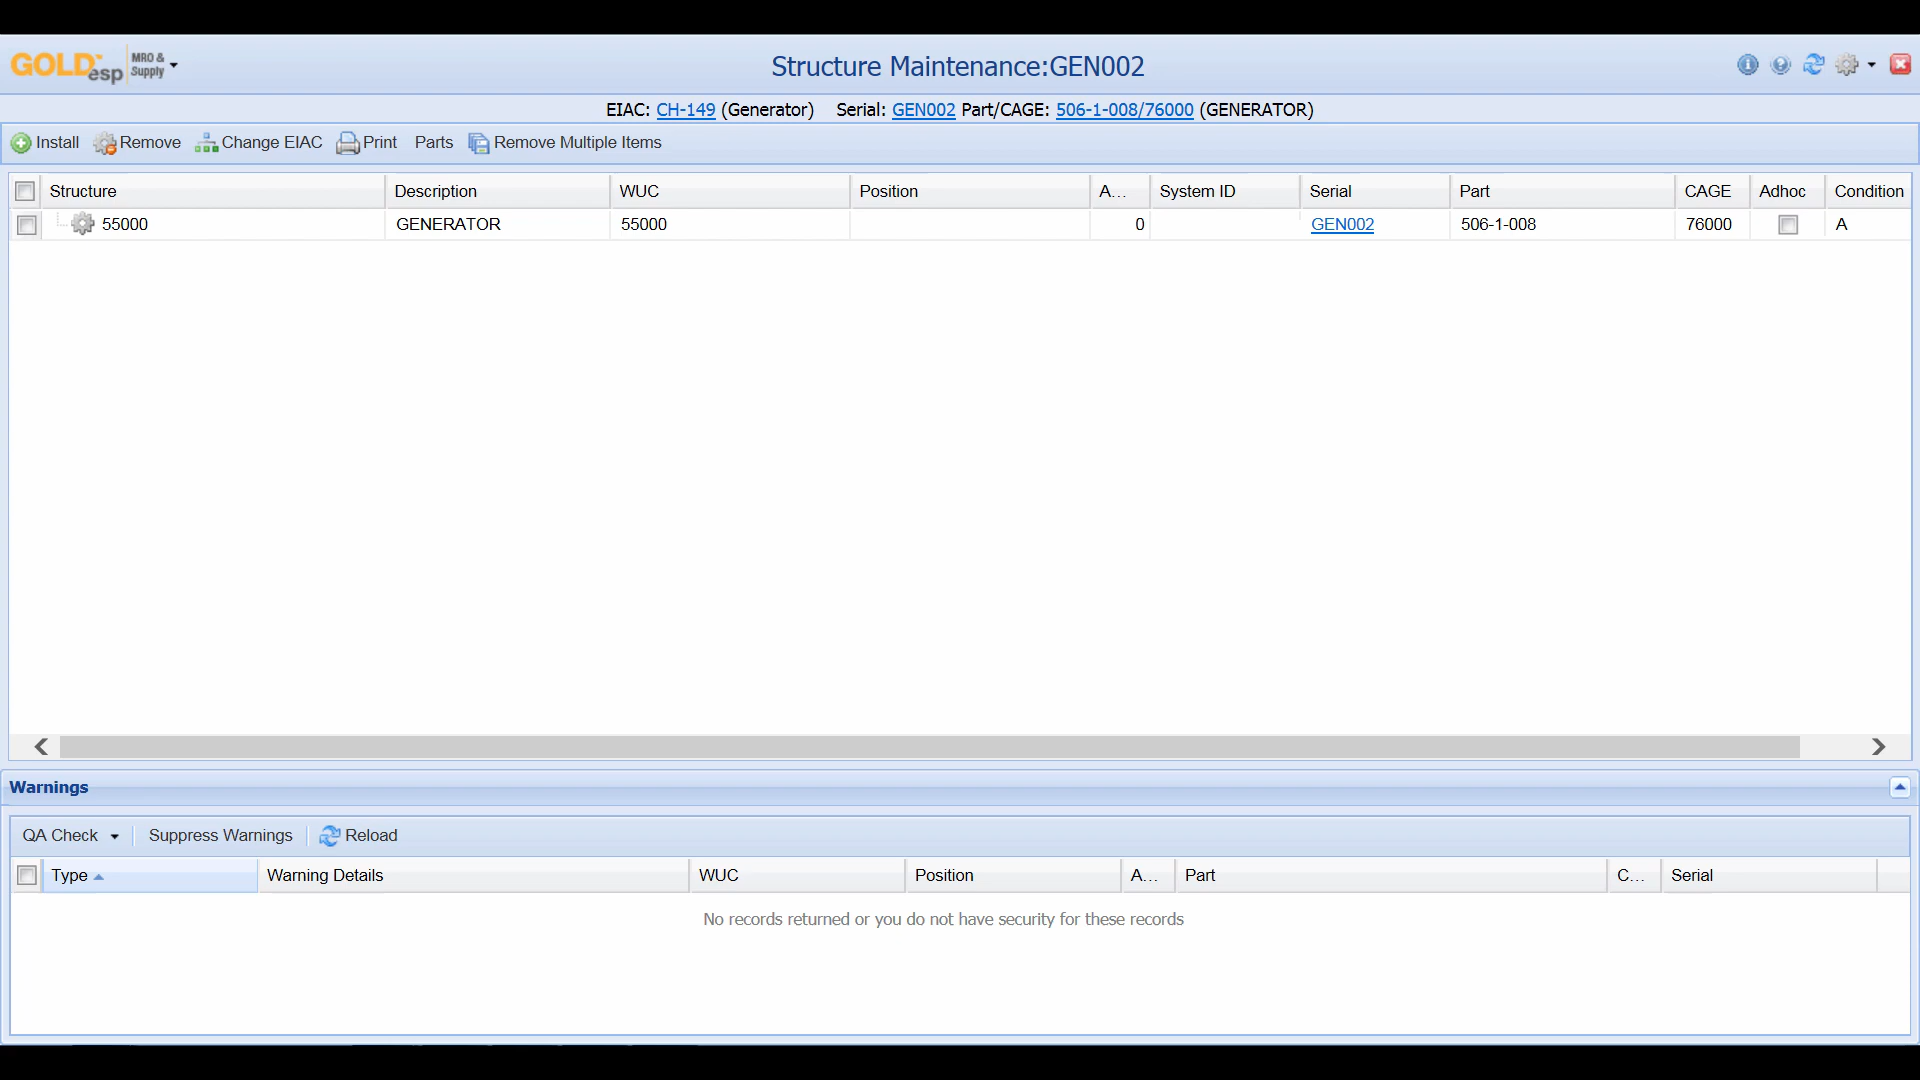 GOLDesp MRO & Supply
Structure Maintenance:GEN002
EIAC: CH-149 (Generator) Serial: GEN002 Part/CAGE: 506-1-008/76000 (GENERATOR)
Install Remove Change EIAC Print Parts Remove Multiple Items
Structure Description WUC Position A... System ID Serial Part CAGE Adhoc Condition
55000 GENERATOR 55000 0 GEN002 506-1-008 76000 A
Warnings
QA Check Suppress Warnings Reload
Type Warning Details WUC Position A... Part C... Serial
No records returned or you do not have security for these records